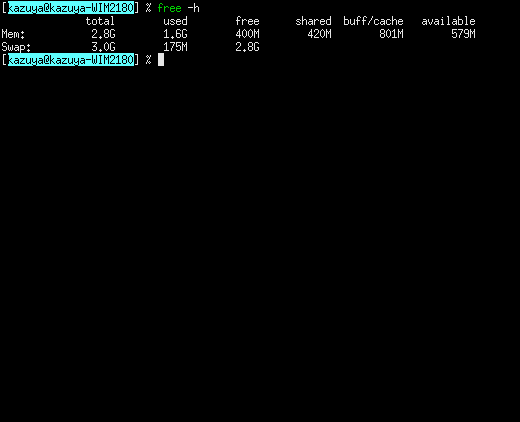 [kazuya@kazuya-WIM2180] % free -h
total used free shared buff/cache available
Mem: 2.8G 1.6G 400M 420M 801M 579M
Swap: 3.0G 175M 2.8G
[kazuya@kazuya-WIM2180] %